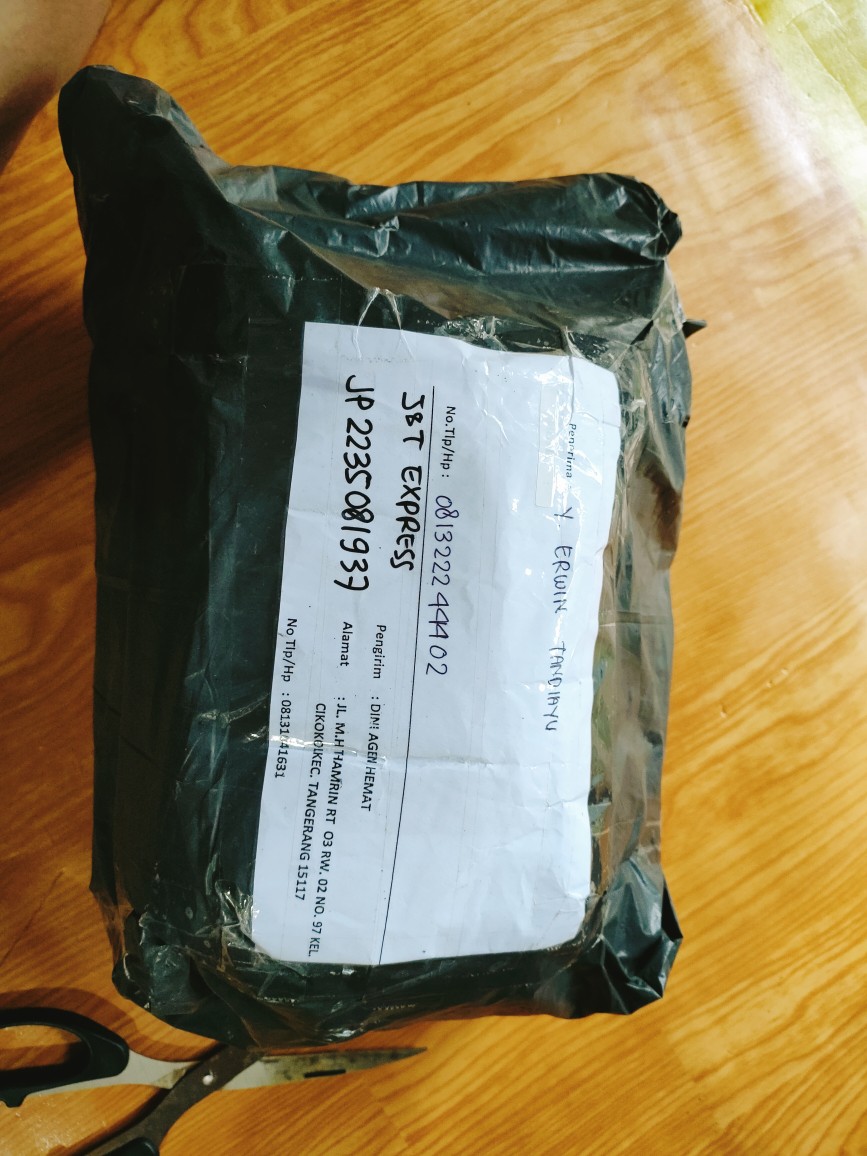 Penerima Y. ERWIN TANDIAYU
No.Tlp/Hp : 081322244402
J&T EXPRESS
JP 2235081937
Pengirim : DINI AGEN HEMAT
Alamat : JL. M.H THAMRIN RT 03 RW. 02 NO. 97 KEL.
CIKOKOL KEC. TANGERANG 15117
No Tlp/Hp :